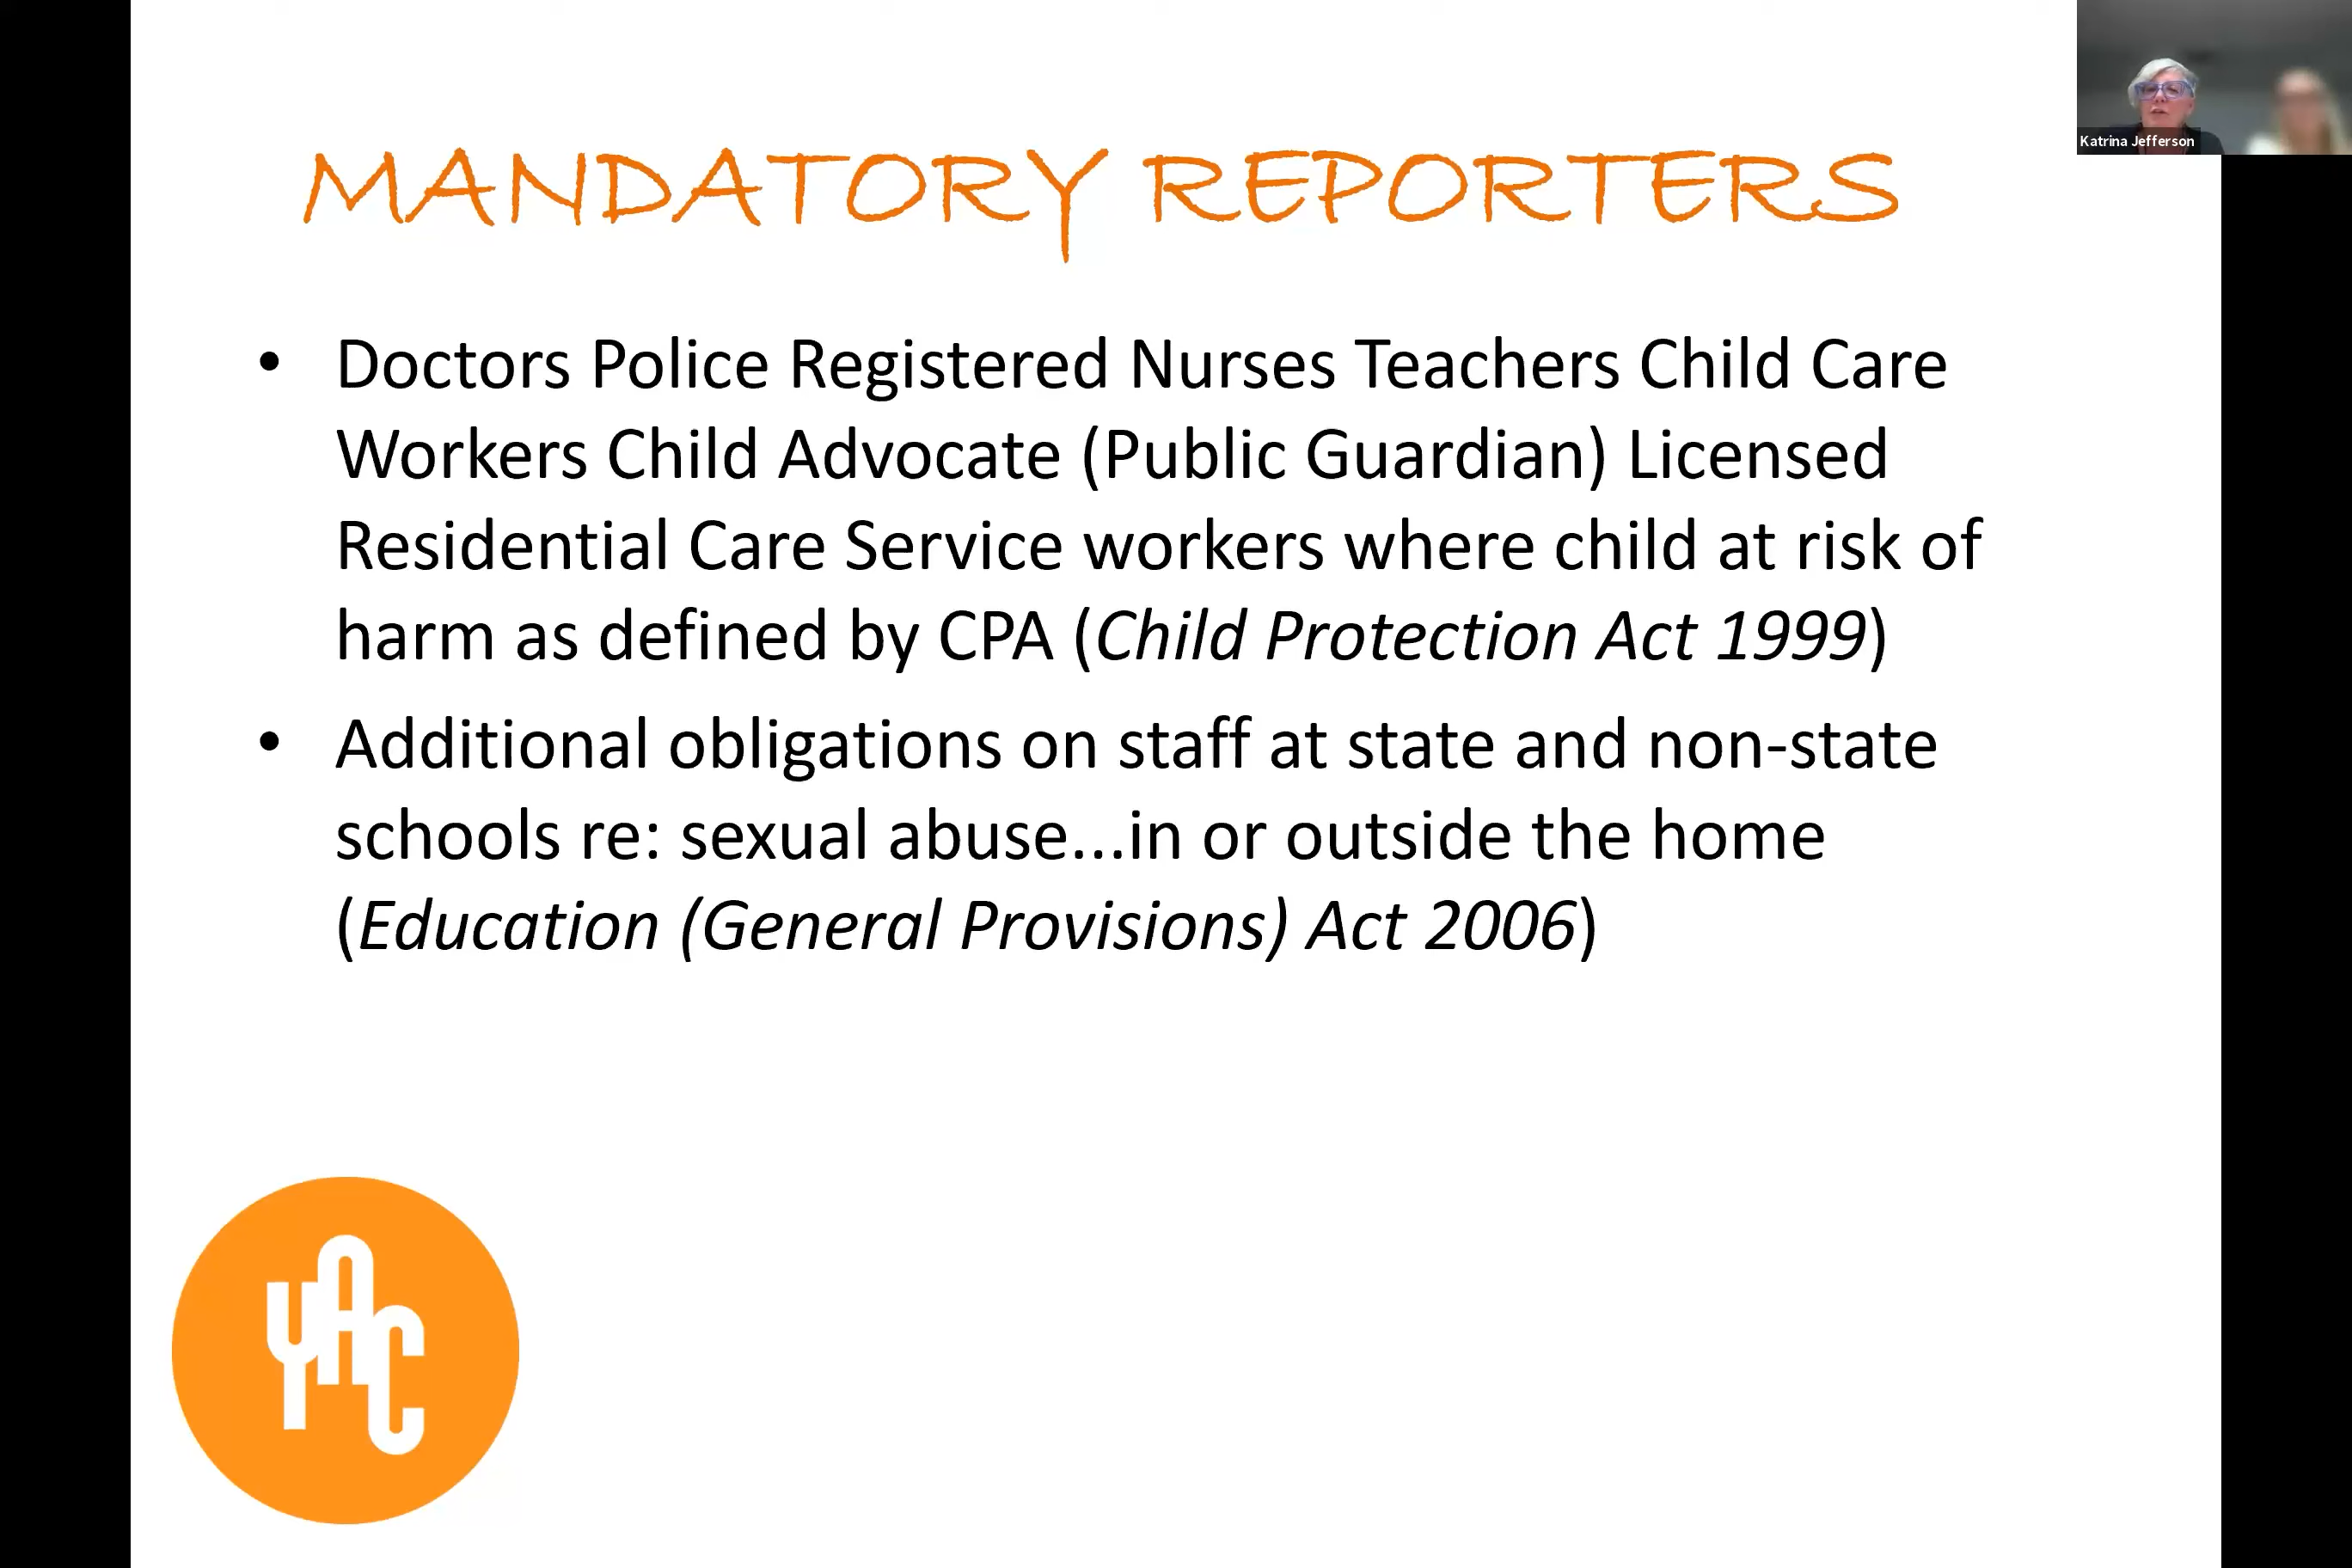 Katrina Jefferson
MANDATORY REPORTERS
• Doctors Police Registered Nurses Teachers Child Care
Workers Child Advocate (Public Guardian) Licensed
Residential Care Service workers where child at risk of
harm as defined by CPA (Child Protection Act 1999)
• Additional obligations on staff at state and non-state
schools re: sexual abuse...in or outside the home
(Education (General Provisions) Act 2006)
YAC